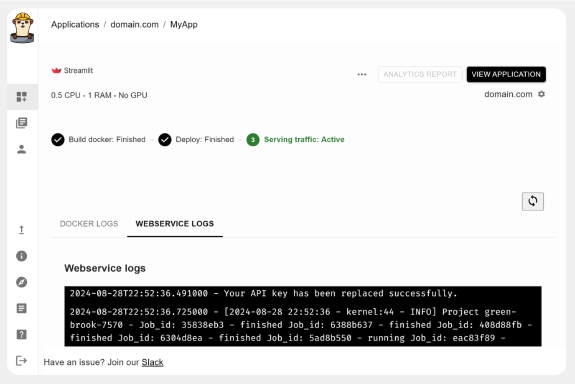 Applications / domain.com / MyApp
Streamlit
... ANALYTICS REPORT VIEW APPLICATION
0.5 CPU - 1 RAM - No GPU
domain.com
Build docker: Finished – Deploy: Finished – 3 Serving traffic: Active
DOCKER LOGS WEBSERVICE LOGS
Webservice logs
2024-08-28T22:52:36.491000 - Your API key has been replaced successfully.
2024-08-28T22:52:36.725000 - [2024-08-28 22:52:36 - kernel:44 - INFO] Project green-
brook-7570 - Job_id: 35838eb3 - finished Job_id: 6388b637 - finished Job_id: 408d88fb -
finished Job_id: 6304d8ea - finished Job_id: 5ad8b550 - running Job_id: eac83f89 -
Have an issue? Join our Slack